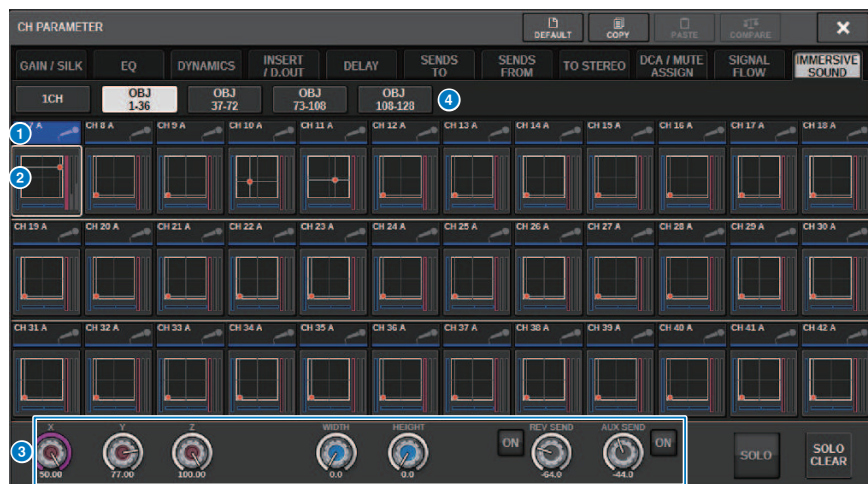 CH PARAMETER
DEFAULT
COPY
PASTE
COMPARE
GAIN / SILK
EQ
DYNAMICS
INSERT
/ D.OUT
DELAY
SENDS
TO
SENDS
FROM
TO STEREO
DCA / MUTE
ASSIGN
SIGNAL
FLOW
IMMERSIVE
SOUND
1CH
OBJ
1-36
OBJ
37-72
OBJ
73-108
OBJ
108-128
4
1
A
CH 8 A
CH 9 A
CH 10 A
CH 11 A
CH 12 A
CH 13 A
CH 14 A
CH 15 A
CH 16 A
CH 17 A
CH 18 A
2
CH 19 A
CH 20 A
CH 21 A
CH 22 A
CH 23 A
CH 24 A
CH 25 A
CH 26 A
CH 27 A
CH 28 A
CH 29 A
CH 30 A
CH 31 A
CH 32 A
CH 33 A
CH 34 A
CH 35 A
CH 36 A
CH 37 A
CH 38 A
CH 39 A
CH 40 A
CH 41 A
CH 42 A
3
X
Y
Z
WIDTH
HEIGHT
REV SEND
AUX SEND
ON
ON
50.00
77.00
100.00
0.0
0.0
-64.0
-44.0
SOLO
SOLO
CLEAR